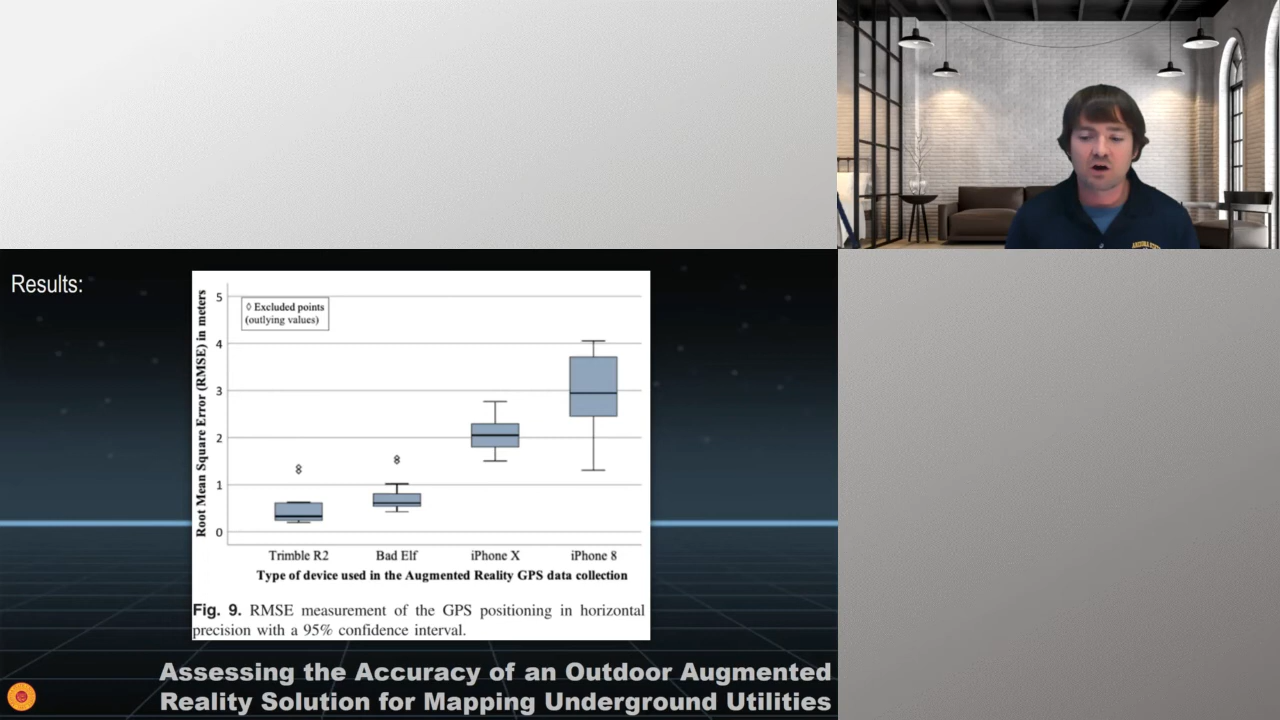 Results:
Root Mean Square Error (RMSE) in meters
5
4
3
2
1
0
◊ Excluded points
(outlying values)
Trimble R2 Bad Elf iPhone X iPhone 8
Type of device used in the Augmented Reality GPS data collection
Fig. 9. RMSE measurement of the GPS positioning in horizontal
precision with a 95% confidence interval.
Assessing the Accuracy of an Outdoor Augmented
Reality Solution for Mapping Underground Utilities